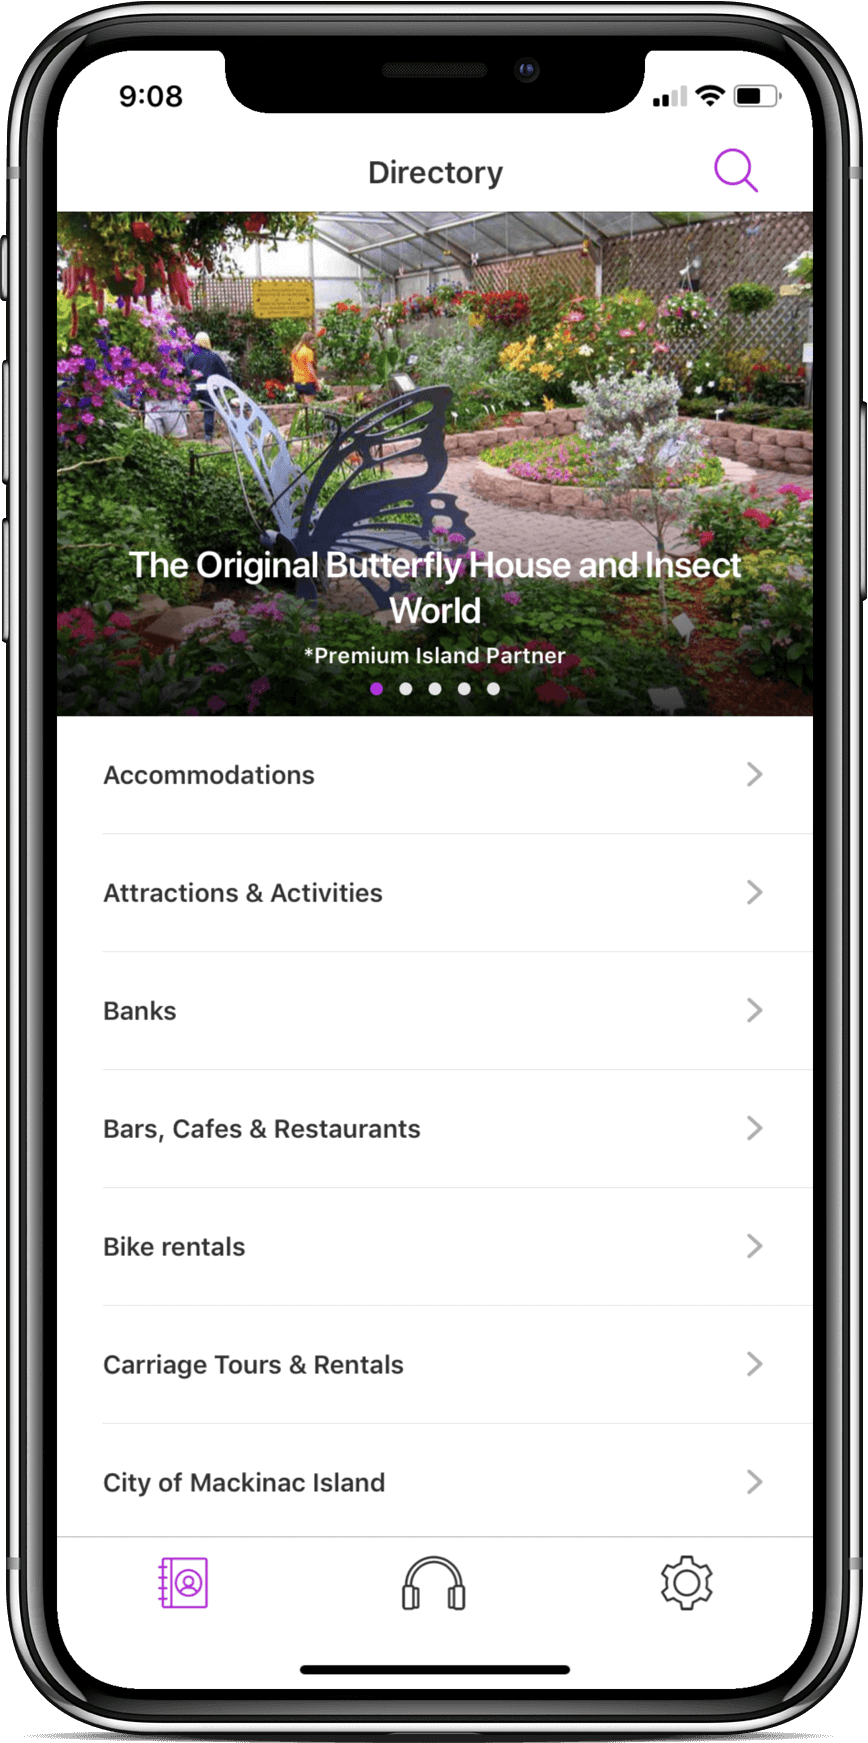 9:08
Directory
The Original Butterfly House and Insect
World
*Premium Island Partner
Accommodations
Attractions & Activities
Banks
Bars, Cafes & Restaurants
Bike rentals
Carriage Tours & Rentals
City of Mackinac Island